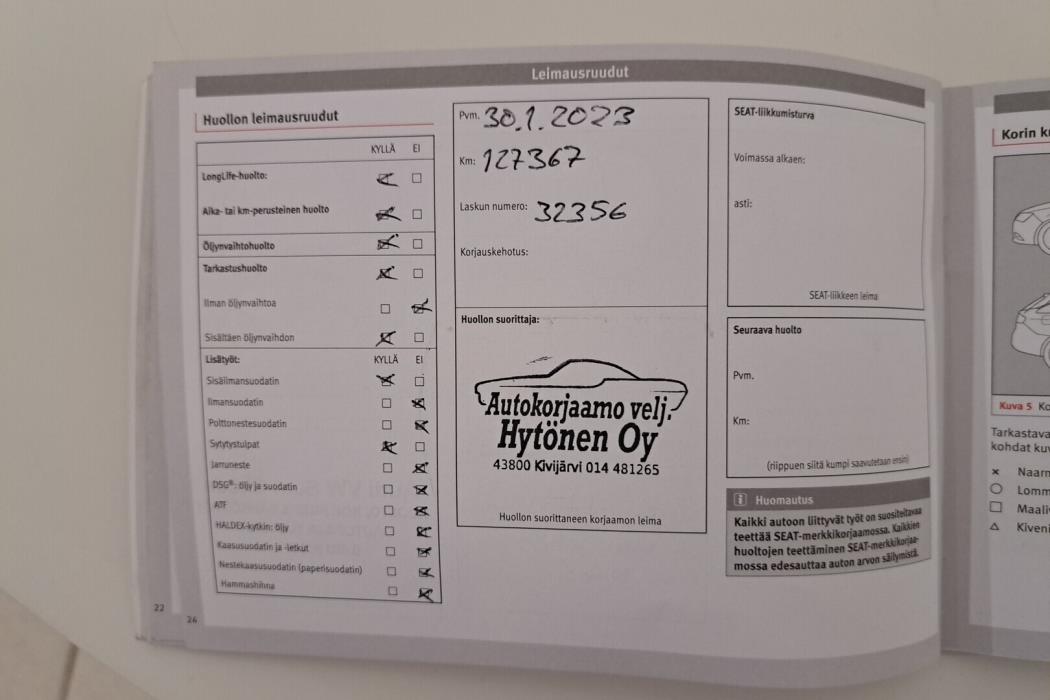 Leimausruudut
Huollon leimausruudut
KYLLÄ EI
LongLife-huolto:
Aika- tai km-perusteinen huolto
Öljynvaihtohuolto
Tarkastushuolto
Ilman öljynvaihtoa
Sisältäen öljynvaihdon
Lisätyöt: KYLLÄ EI
Sisäilmansuodatin
Ilmansuodatin
Polttonestesuodatin
Sytytystulpat
Jarruneste
DSG®: öljy ja suodatin
ATF
HALDEX-kytkin: öljy
Kaasusuodatin ja -letkut
Nestekaasusuodatin (paperisuodatin)
Hammashihna
22
26
Pvm. 30.1.2023
Km: 127367
Laskun numero: 32356
Korjauskehotus:
Huollon suorittaja:
Autokorjaamo velj.
Hytönen Oy
43800 Kivijärvi 014 481265
Huollon suorittaneen korjaamon leima
SEAT-liikkumisturva
Voimassa alkaen:
asti:
SEAT-liikkeen leima
Seuraava huolto
Pvm.
Km:
(riippuen siitä kumpi saavutetaan ensin)
i Huomautus
Kaikki autoon liittyvät työt on suositeltavaa
teettää SEAT-merkkikorjaamossa. Kaikkien
huoltojen teettäminen SEAT-merkkikorjaa-
mossa edesauttaa auton arvon säilymistä.
Korin k
Kuva 5 Ko
Tarkastava
kohdat kuv
× Naarm
○ Lomm
□ Maali
△ Kiveni